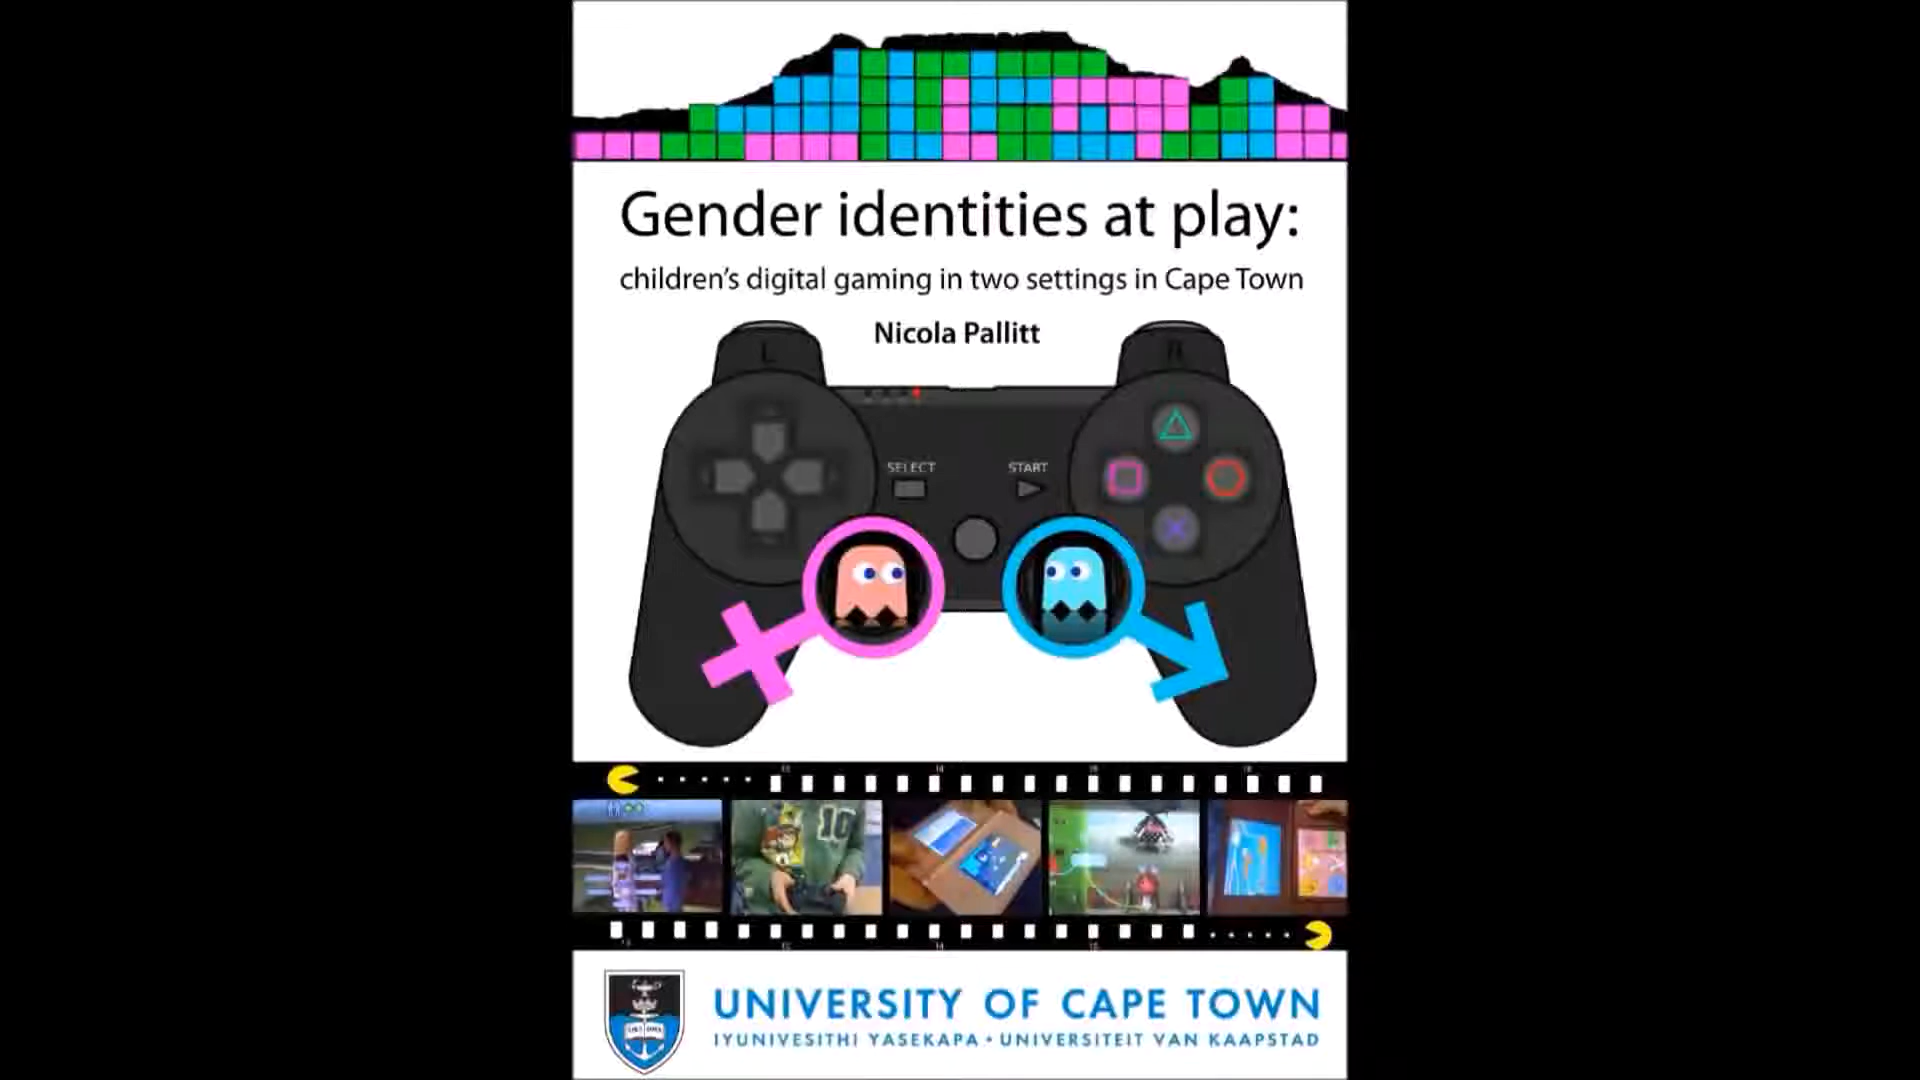 Gender identities at play:
children's digital gaming in two settings in Cape Town
Nicola Pallitt
L
R
SELECT
START
10
UNIVERSITY OF CAPE TOWN
IYUNIVESITHI YASEKAPA • UNIVERSITEIT VAN KAAPSTAD